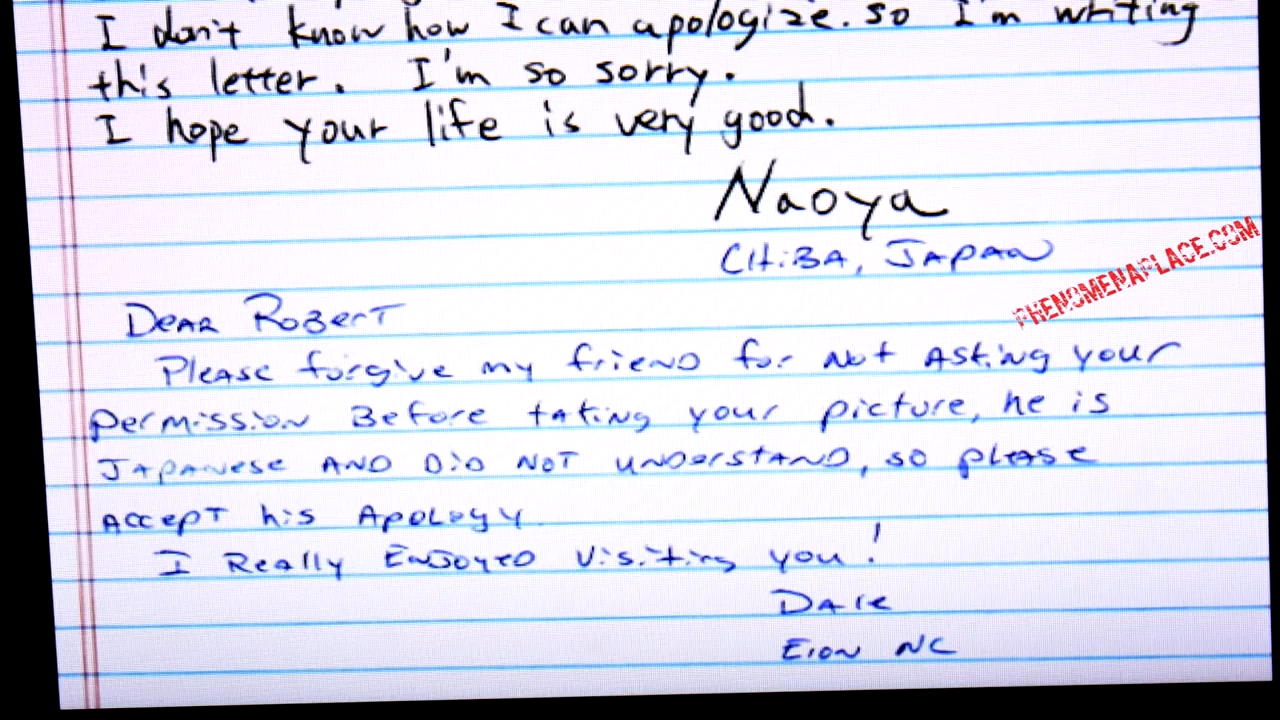 I don't know how I can apologize. so I'm writing
this letter. I'm so sorry.
I hope your life is very good.
Naoya
CHiBA, JAPAN
PHENOMENAPLACE.COM
DEAR ROBERT
Please forgive my friend for Not Asking your
permission Before taking your picture, he is
JApanese AND DiD NOT UNDerstAND, so please
Accept his Apology
I Really Enjoyed visiting you!
DAle
Elon NC